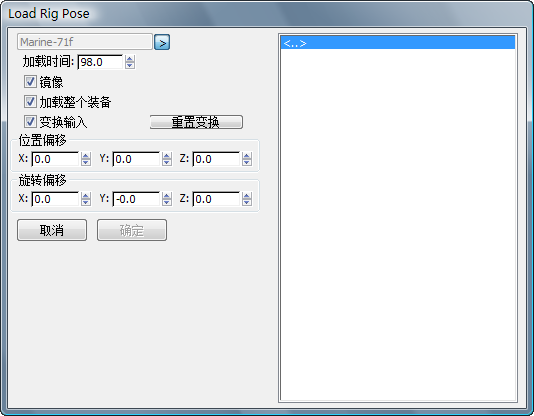 Load Rig Pose
Marine-71f >
加载时间: 98.0
镜像
加载整个装备
变换输入 重置变换
位置偏移
X: 0.0 Y: 0.0 Z: 0.0
旋转偏移
X: 0.0 Y: -0.0 Z: 0.0
取消 确定
<..>